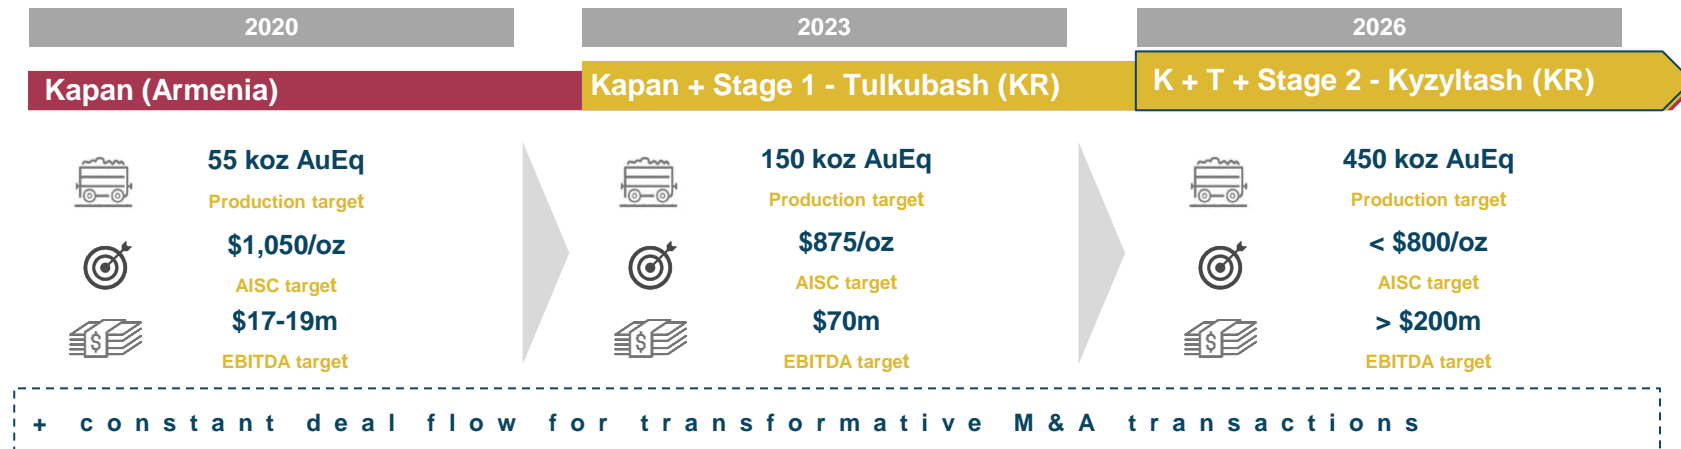 2020
2023
2026
Kapan (Armenia)
Kapan + Stage 1 - Tulkubash (KR)
K + T + Stage 2 - Kyzyltash (KR)
55 koz AuEq
Production target
$1,050/oz
AISC target
$17-19m
EBITDA target
150 koz AuEq
Production target
$875/oz
AISC target
$70m
EBITDA target
450 koz AuEq
Production target
< $800/oz
AISC target
> $200m
EBITDA target
+ constant deal flow for transformative M&A transactions